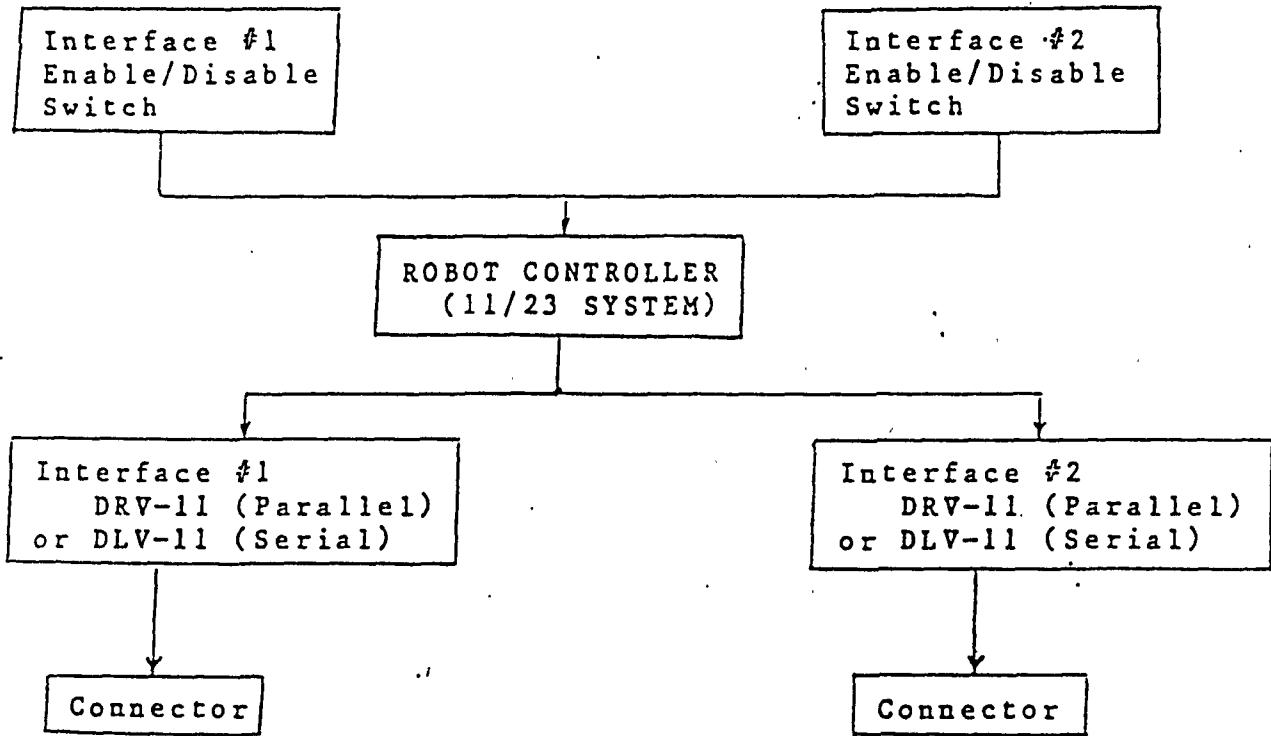 Interface #1
Enable/Disable
Switch
Interface #2
Enable/Disable
Switch
ROBOT CONTROLLER
(11/23 SYSTEM)
Interface #1
DRV-11 (Parallel)
or DLV-11 (Serial)
Interface #2
DRV-11 (Parallel)
or DLV-11 (Serial)
Connector
Connector